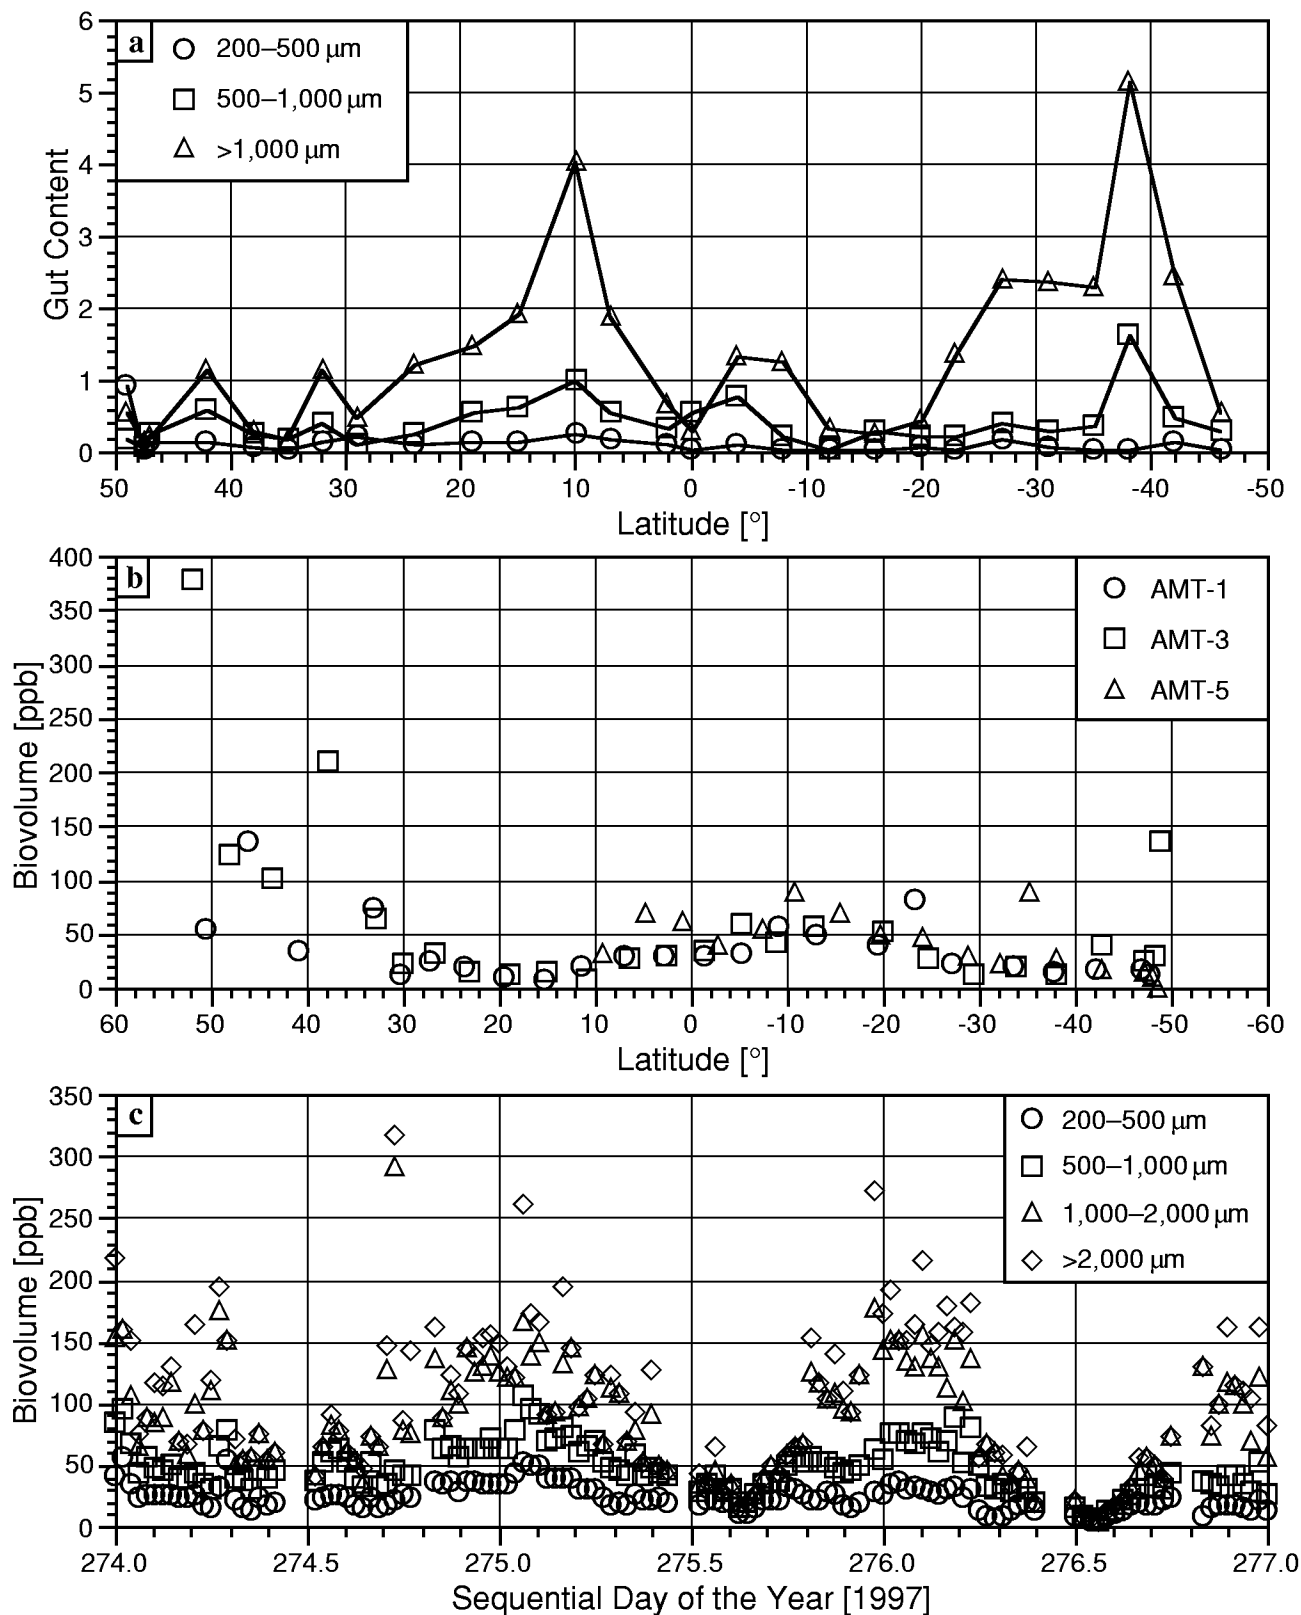 a
200–500 µm
500–1,000 µm
>1,000 µm
Gut Content
6
5
4
3
2
1
0
50 40 30 20 10 0 -10 -20 -30 -40 -50
Latitude [°]
b
AMT-1
AMT-3
AMT-5
Biovolume [ppb]
400
350
300
250
200
150
100
50
0
60 50 40 30 20 10 0 -10 -20 -30 -40 -50 -60
Latitude [°]
c
200–500 µm
500–1,000 µm
1,000–2,000 µm
>2,000 µm
Biovolume [ppb]
350
300
250
200
150
100
50
0
274.0 274.5 275.0 275.5 276.0 276.5 277.0
Sequential Day of the Year [1997]